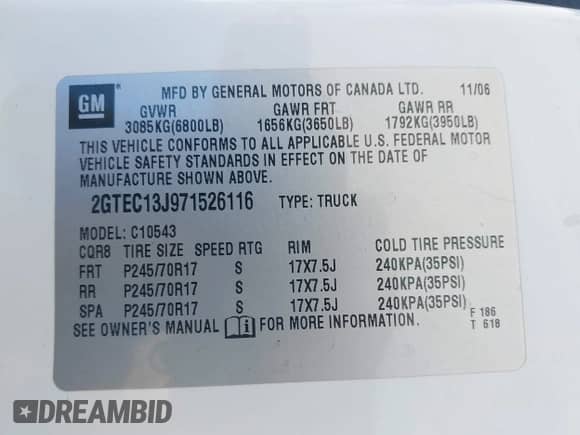 GM
MFD BY GENERAL MOTORS OF CANADA LTD. 11/06
GVWR GAWR FRT GAWR RR
3085KG(6800LB) 1656KG(3650LB) 1792KG(3950LB)
THIS VEHICLE CONFORMS TO ALL APPLICABLE U.S. FEDERAL MOTOR
VEHICLE SAFETY STANDARDS IN EFFECT ON THE DATE OF
MANUFACTURE SHOWN ABOVE.
2GTEC13J971526116 TYPE: TRUCK
MODEL: C10543
CQR8 TIRE SIZE SPEED RTG RIM COLD TIRE PRESSURE
FRT P245/70R17 S 17X7.5J 240KPA(35PSI)
RR P245/70R17 S 17X7.5J 240KPA(35PSI)
SPA P245/70R17 S 17X7.5J 240KPA(35PSI)
SEE OWNER'S MANUAL FOR MORE INFORMATION. F 186
T 618
DREAMBID